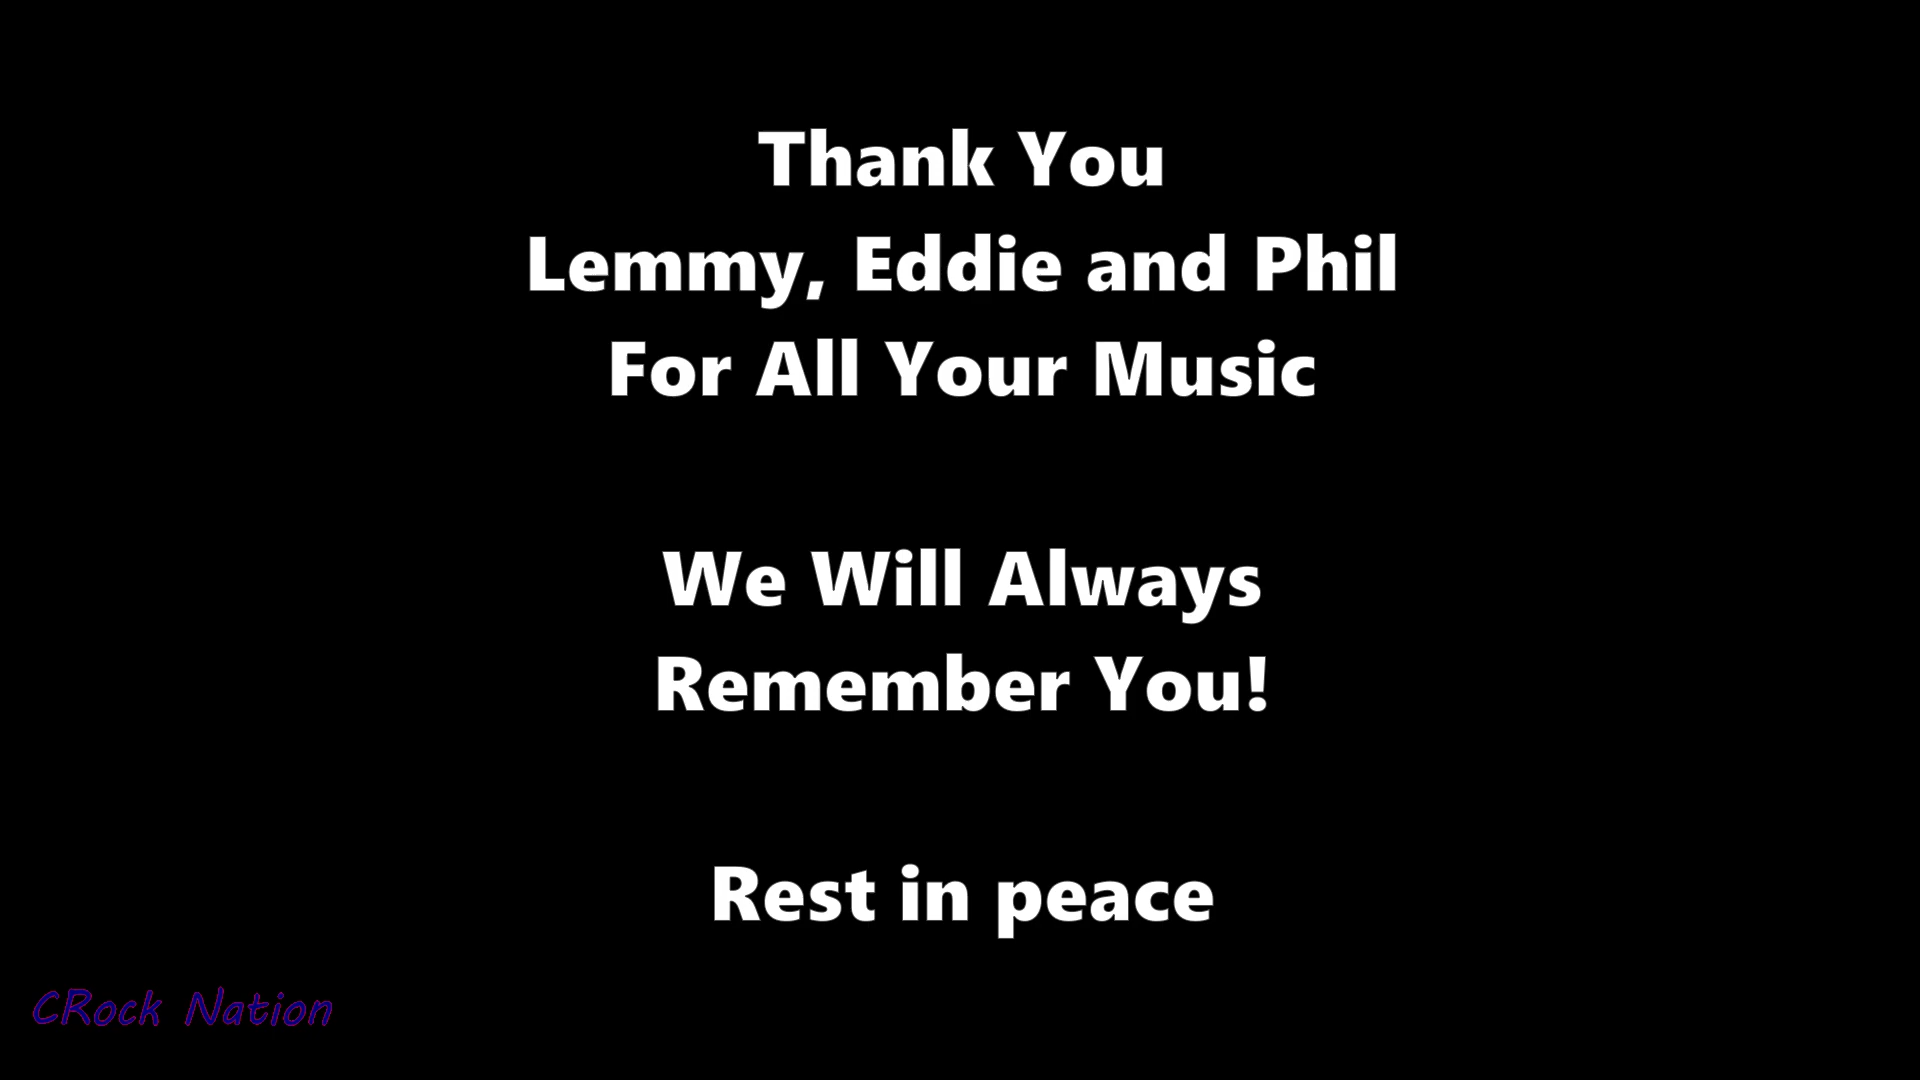 Thank You
Lemmy, Eddie and Phil
For All Your Music
We Will Always
Remember You!
Rest in peace
CRock Nation